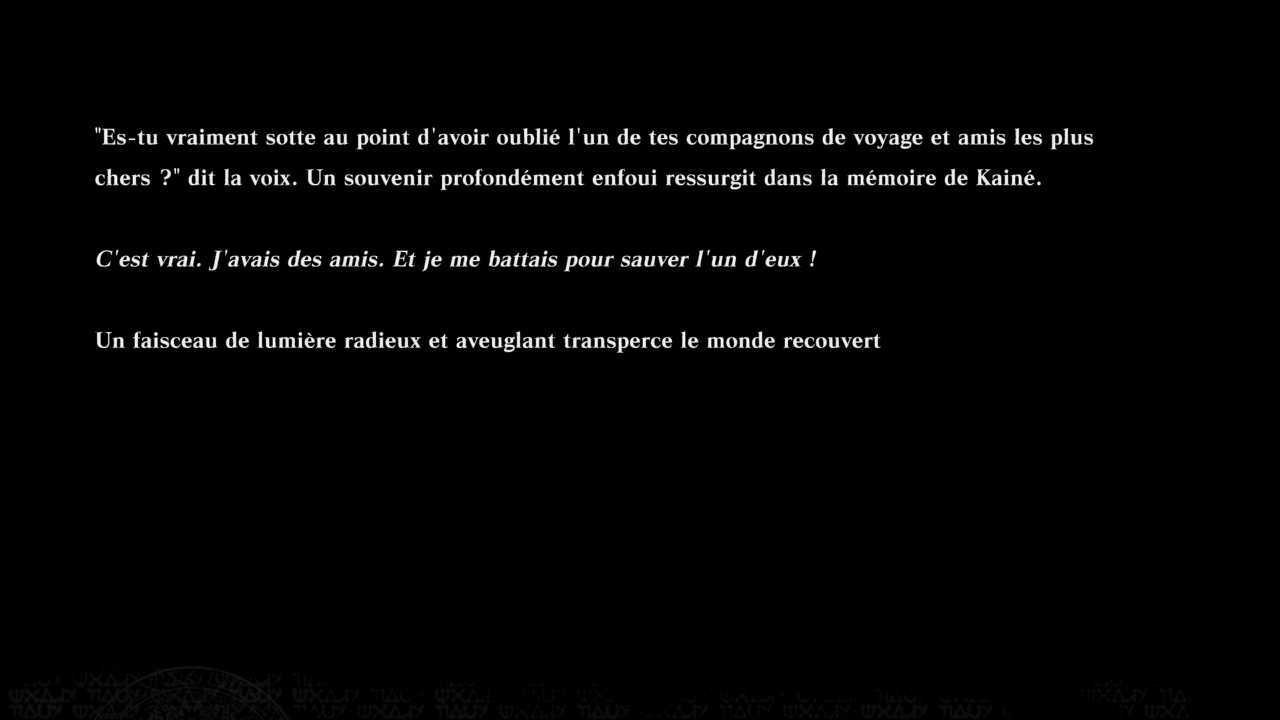 "Es-tu vraiment sotte au point d'avoir oublié l'un de tes compagnons de voyage et amis les plus
chers ?" dit la voix. Un souvenir profondément enfoui ressurgit dans la mémoire de Kainé.
C'est vrai. J'avais des amis. Et je me battais pour sauver l'un d'eux !
Un faisceau de lumière radieux et aveuglant transperce le monde recouvert